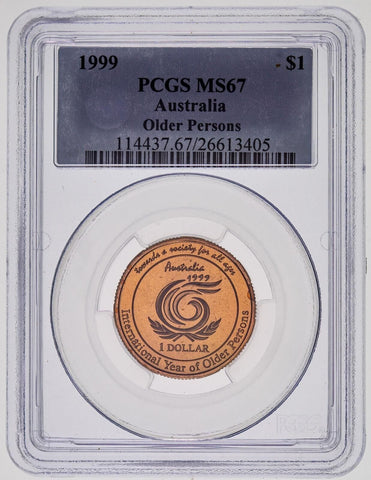 1999 - $1
PCGS MS67
Australia
Older Persons
114437.67/26613405
towards a society for all ages
Australia
1999
1 DOLLAR
International Year of Older Persons
PCGS